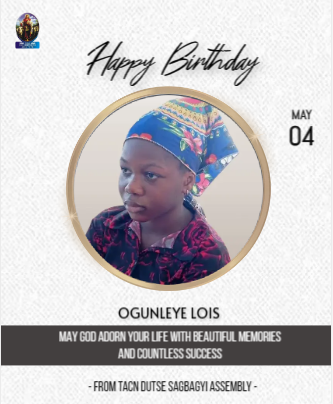 Happy Birthday
MAY
04
OGUNLEYE LOIS
MAY GOD ADORN YOUR LIFE WITH BEAUTIFUL MEMORIES
AND COUNTLESS SUCCESS
- FROM TACN DUTSE SAGBAGYI ASSEMBLY -